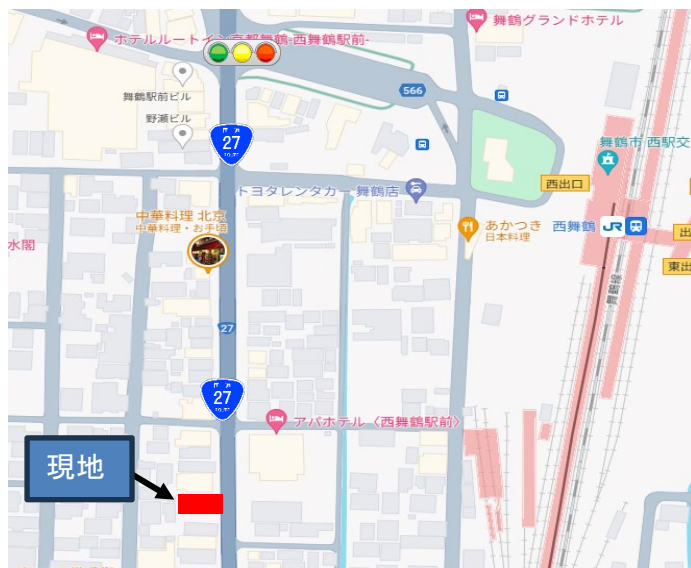 舞鶴グランドホテル
ホテルルートイン京都舞鶴-西舞鶴駅前-
566
舞鶴駅前ビル
野瀬ビル
27
舞鶴市 西駅交
西出口
トヨタレンタカー 舞鶴店
中華料理 北京
中華料理・お手頃
あかつき
日本料理
西舞鶴
JR
水閣
出
東出
舞鶴線
27
27
アパホテル〈西舞鶴駅前〉
現地